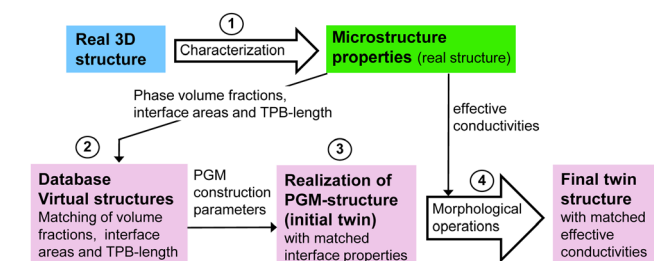 1
Real 3D
structure
Characterization
Microstructure
properties (real structure)
Phase volume fractions,
interface areas and TPB-length
effective
conductivities
2
Database
Virtual structures
Matching of volume
fractions, interface
areas and TPB-length
PGM
construction
parameters
3
Realization of
PGM-structure
(initial twin)
with matched
interface properties
4
Morphological
operations
Final twin
structure
with matched
effective
conductivities